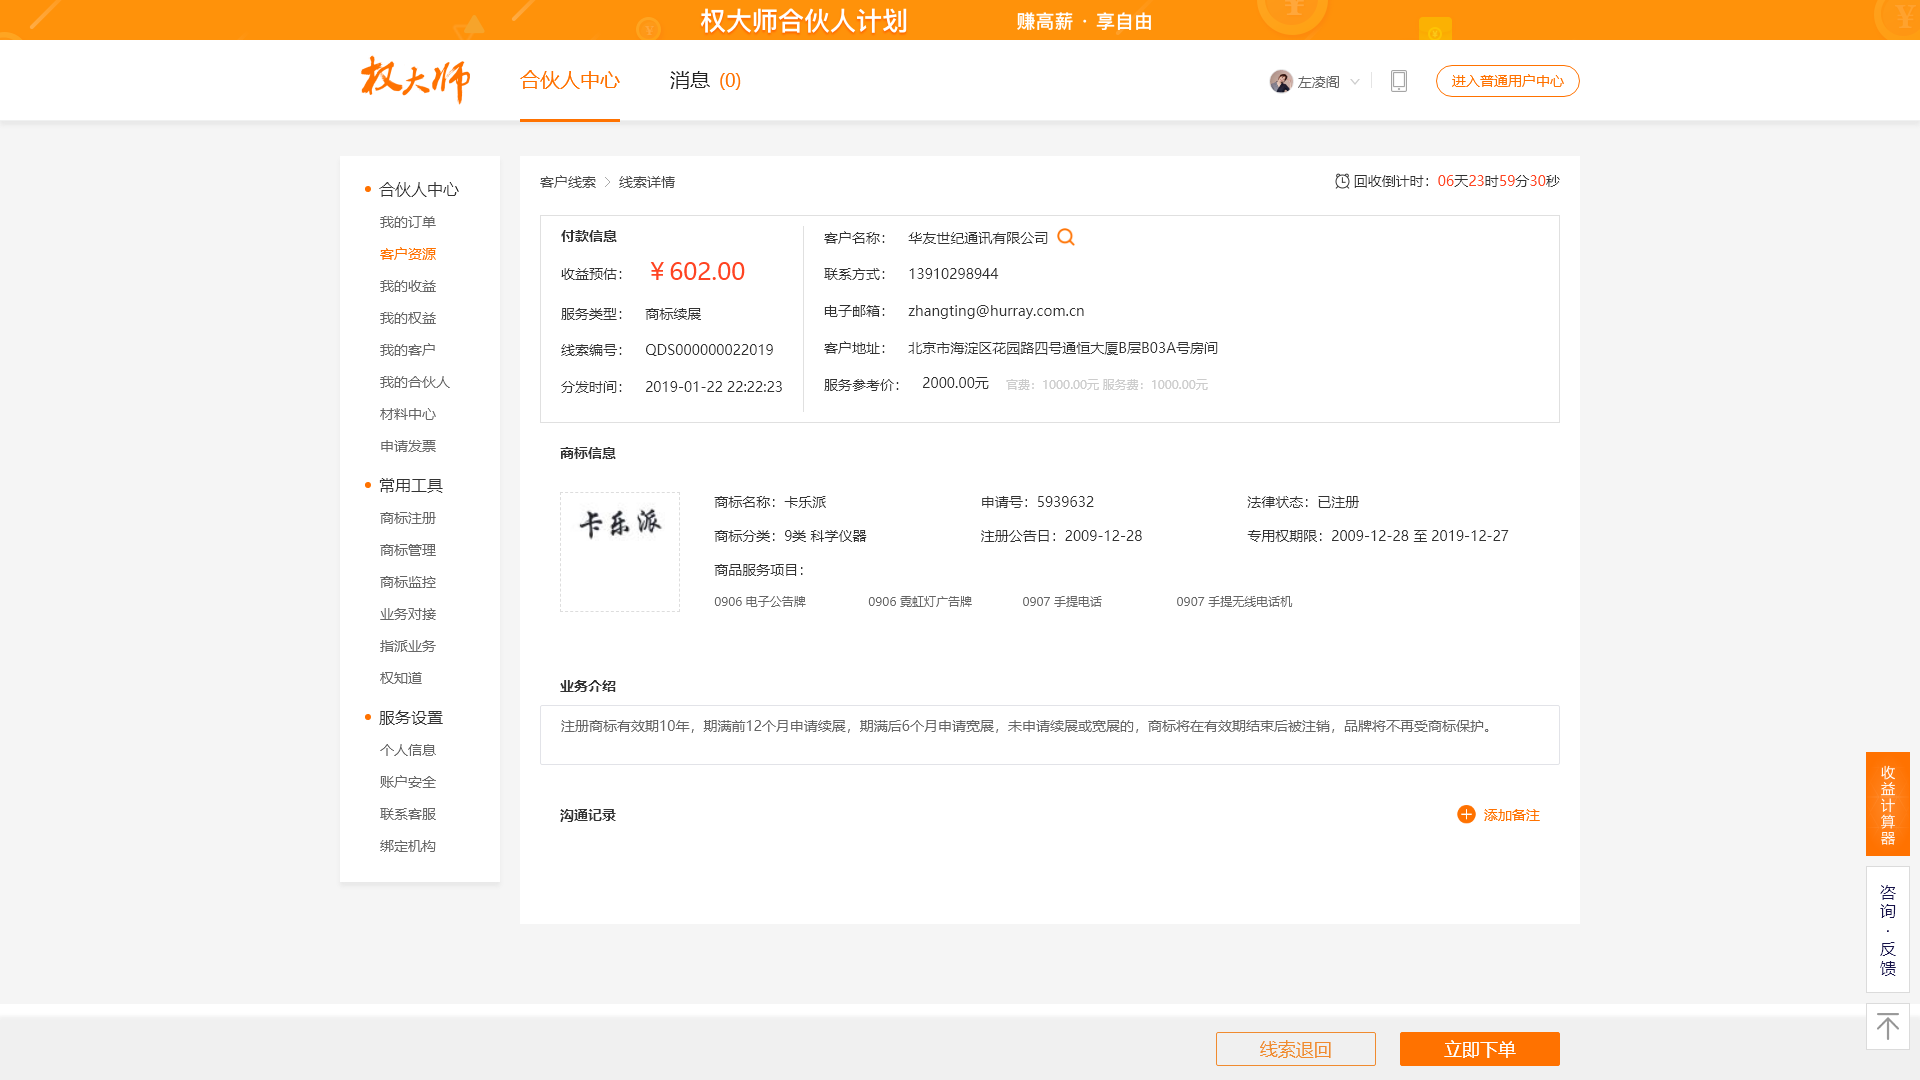 权大师合伙人计划 赚高薪 · 享自由
权大师 合伙人中心 消息 (0) 左凌阁 进入普通用户中心
合伙人中心
我的订单
客户资源
我的收益
我的权益
我的客户
我的合伙人
材料中心
申请发票
常用工具
商标注册
商标管理
商标监控
业务对接
指派业务
权知道
服务设置
个人信息
账户安全
联系客服
绑定机构
客户线索 > 线索详情 回收倒计时：06天23时59分30秒
付款信息
收益预估： ¥602.00
服务类型： 商标续展
线索编号： QDS000000022019
分发时间： 2019-01-22 22:22:23
客户名称： 华友世纪通讯有限公司
联系方式： 13910298944
电子邮箱： zhangting@hurray.com.cn
客户地址： 北京市海淀区花园路四号通恒大厦B层B03A号房间
服务参考价： 2000.00元 官费：1000.00元 服务费：1000.00元
商标信息
卡乐派
商标名称：卡乐派 申请号：5939632 法律状态：已注册
商标分类：9类 科学仪器 注册公告日：2009-12-28 专用权期限：2009-12-28 至 2019-12-27
商品服务项目：
0906 电子公告牌 0906 霓虹灯广告牌 0907 手提电话 0907 手提无线电话机
业务介绍
注册商标有效期10年，期满前12个月申请续展，期满后6个月申请宽展，未申请续展或宽展的，商标将在有效期结束后被注销，品牌将不再受商标保护。
沟通记录 添加备注
收益计算器
咨询·反馈
线索退回 立即下单